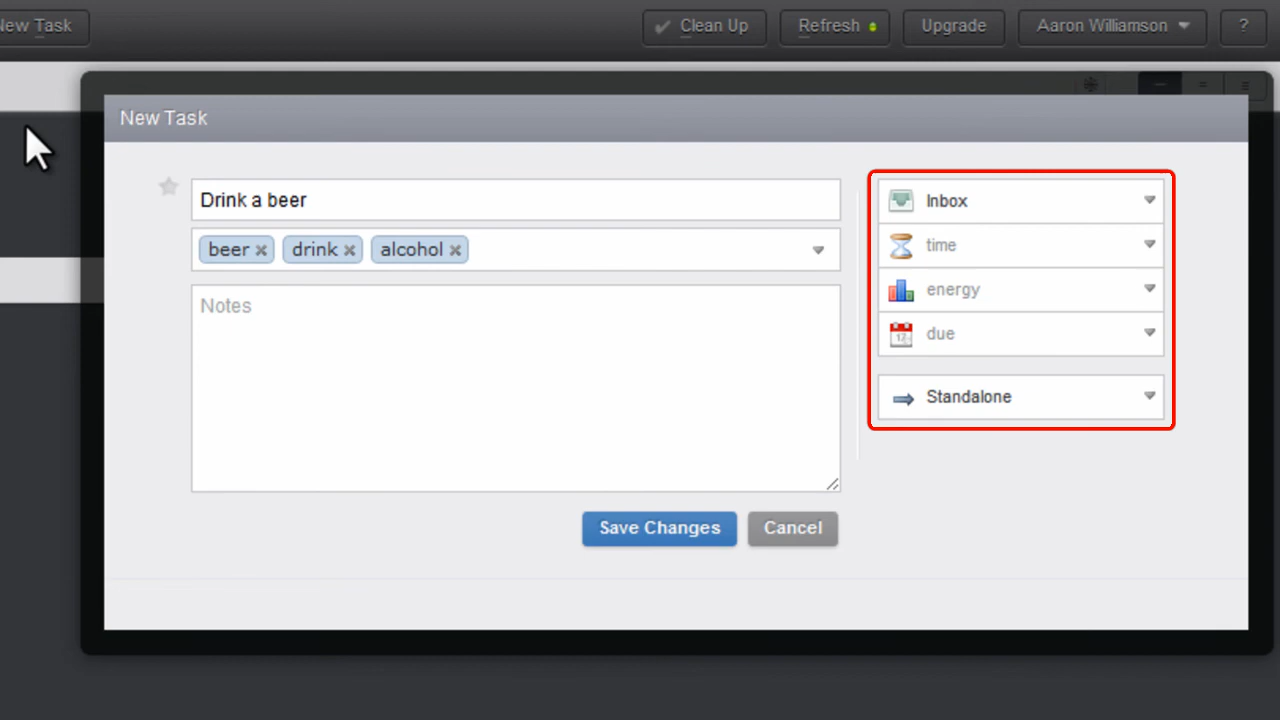 New Task
Clean Up
Refresh
Upgrade
Aaron Williamson
?
New Task
Drink a beer
beer
drink
alcohol
Notes
Save Changes
Cancel
Inbox
time
energy
due
Standalone